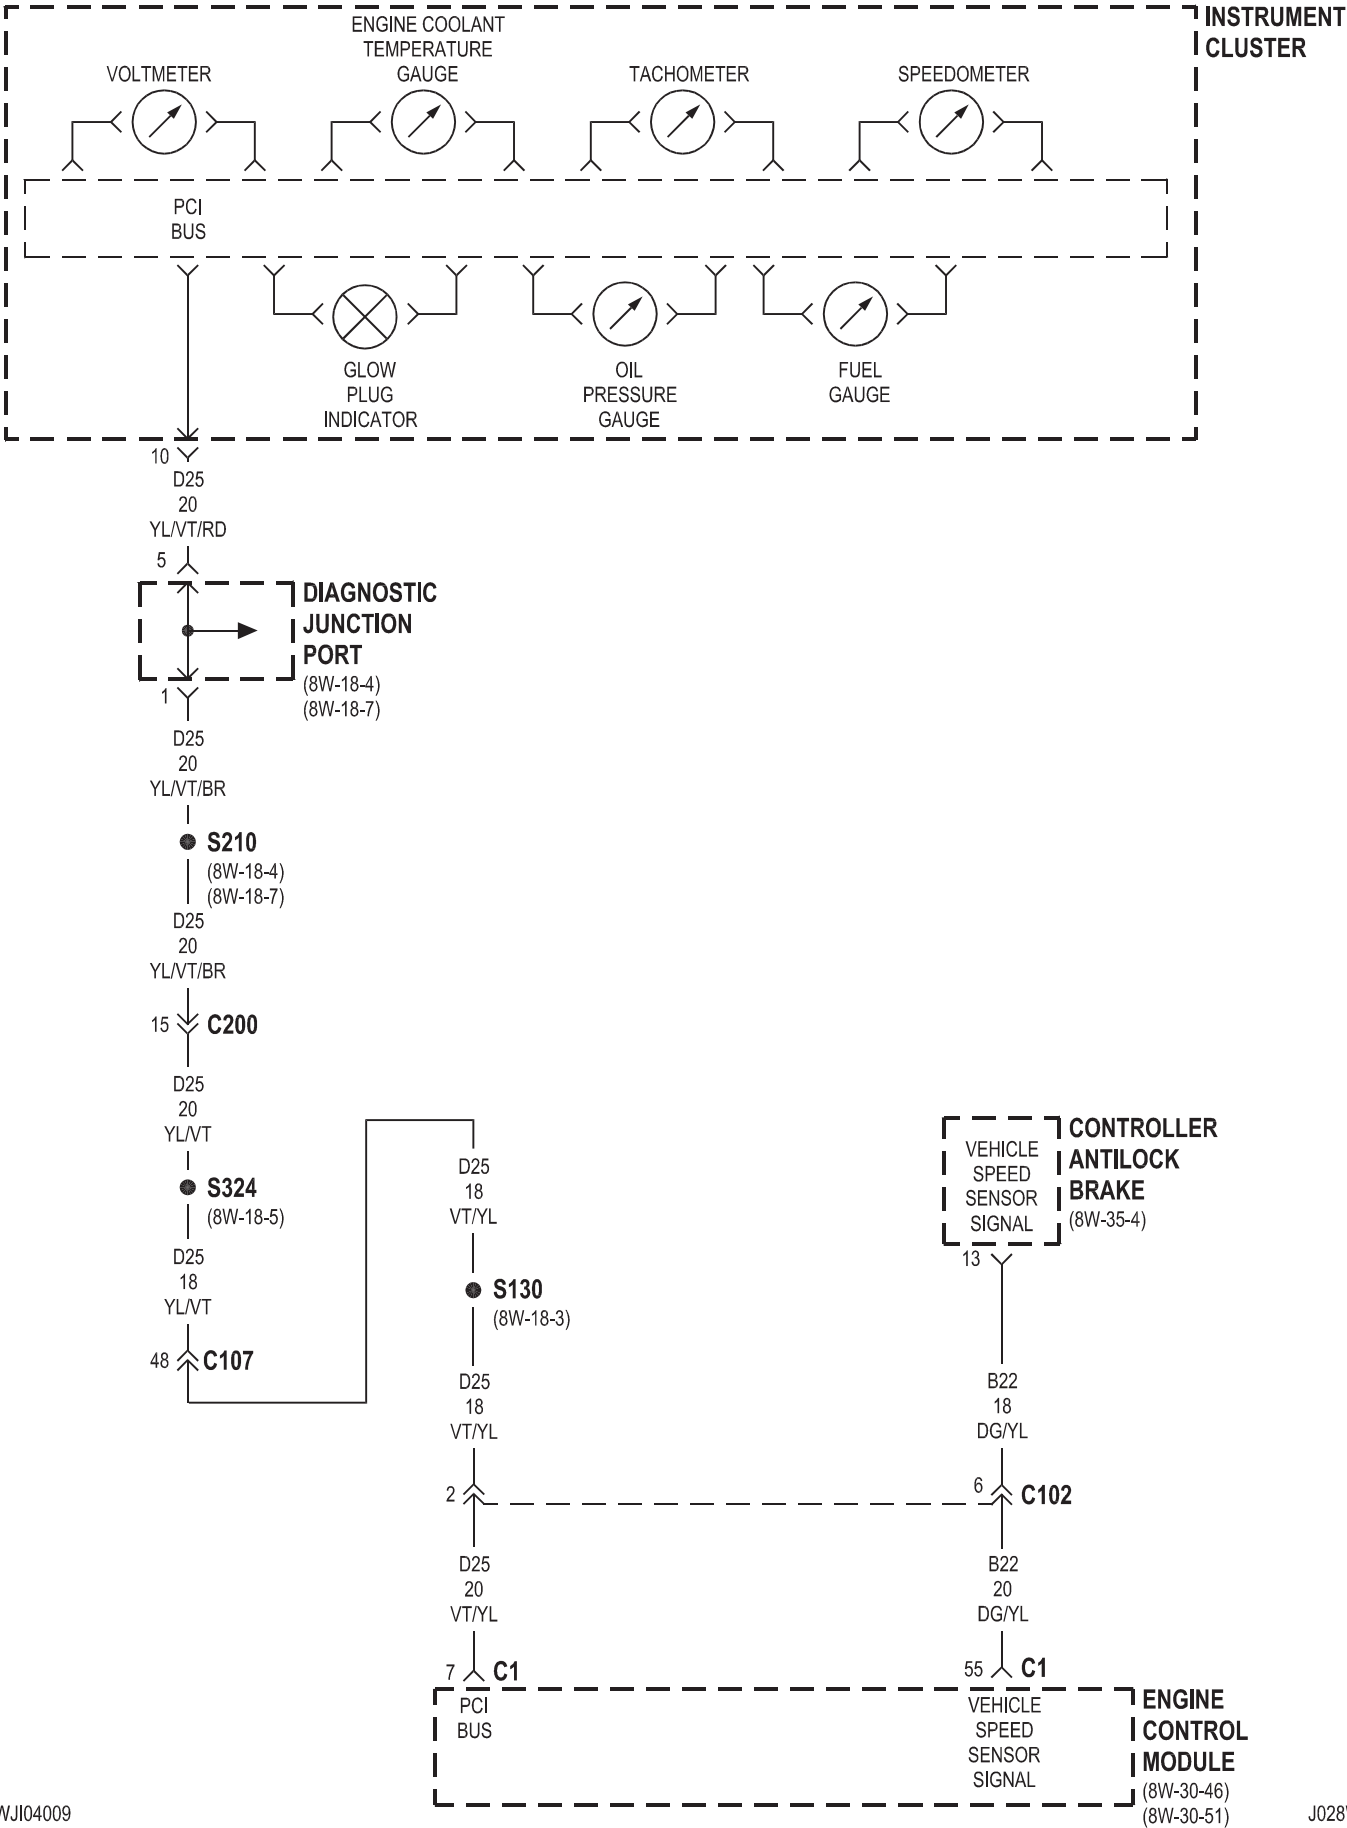 INSTRUMENT
CLUSTER
ENGINE COOLANT
TEMPERATURE
GAUGE
VOLTMETER
TACHOMETER
SPEEDOMETER
PCI
BUS
GLOW
PLUG
INDICATOR
OIL
PRESSURE
GAUGE
FUEL
GAUGE
10
D25
20
YL/VT/RD
5
DIAGNOSTIC
JUNCTION
PORT
(8W-18-4)
(8W-18-7)
1
D25
20
YL/VT/BR
S210
(8W-18-4)
(8W-18-7)
D25
20
YL/VT/BR
15
C200
D25
20
YL/VT
S324
(8W-18-5)
D25
18
YL/VT
48
C107
D25
18
VT/YL
S130
(8W-18-3)
D25
18
VT/YL
2
D25
20
VT/YL
7
C1
VEHICLE
SPEED
SENSOR
SIGNAL
CONTROLLER
ANTILOCK
BRAKE
(8W-35-4)
13
B22
18
DG/YL
6
C102
B22
20
DG/YL
55
C1
PCI
BUS
VEHICLE
SPEED
SENSOR
SIGNAL
ENGINE
CONTROL
MODULE
(8W-30-46)
(8W-30-51)
WJI04009
J028